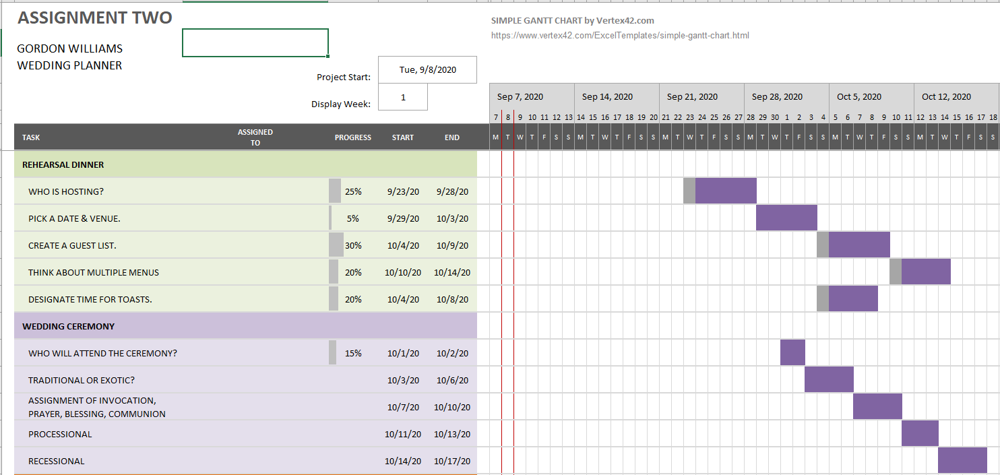 ASSIGNMENT TWO
SIMPLE GANTT CHART by Vertex42.com
https://www.vertex42.com/ExcelTemplates/simple-gantt-chart.html
GORDON WILLIAMS
WEDDING PLANNER
Project Start: Tue, 9/8/2020
Display Week: 1
Sep 7, 2020 Sep 14, 2020 Sep 21, 2020 Sep 28, 2020 Oct 5, 2020 Oct 12, 2020
7 8 9 10 11 12 13 14 15 16 17 18 19 20 21 22 23 24 25 26 27 28 29 30 1 2 3 4 5 6 7 8 9 10 11 12 13 14 15 16 17 18
TASK ASSIGNED TO PROGRESS START END M T W T F S S M T W T F S S M T W T F S S M T W T F S S M T W T F S S M T W T F S S
REHEARSAL DINNER
WHO IS HOSTING? 25% 9/23/20 9/28/20
PICK A DATE & VENUE. 5% 9/29/20 10/3/20
CREATE A GUEST LIST. 30% 10/4/20 10/9/20
THINK ABOUT MULTIPLE MENUS 20% 10/10/20 10/14/20
DESIGNATE TIME FOR TOASTS. 20% 10/4/20 10/8/20
WEDDING CEREMONY
WHO WILL ATTEND THE CEREMONY? 15% 10/1/20 10/2/20
TRADITIONAL OR EXOTIC? 10/3/20 10/6/20
ASSIGNMENT OF INVOCATION,
PRAYER, BLESSING, COMMUNION 10/7/20 10/10/20
PROCESSIONAL 10/11/20 10/13/20
RECESSIONAL 10/14/20 10/17/20